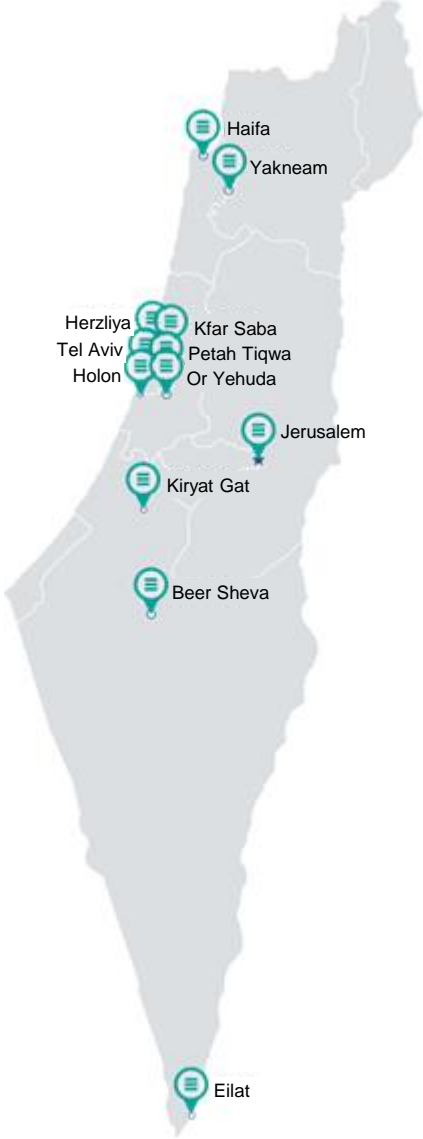 Haifa
Yakneam
Herzliya
Kfar Saba
Tel Aviv
Petah Tiqwa
Holon
Or Yehuda
Jerusalem
Kiryat Gat
Beer Sheva
Eilat